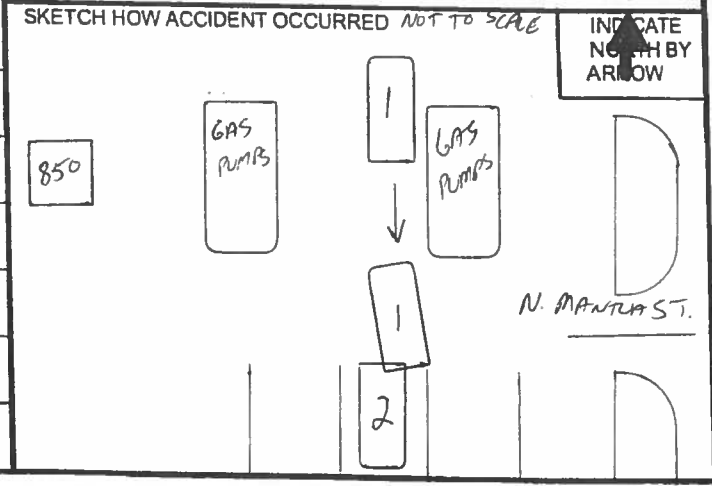 SKETCH HOW ACCIDENT OCCURRED NOT TO SCALE
INDICATE
NORTH BY
ARROW
1
GAS
PUMPS
GAS
PUMPS
850
N. MANTUA ST.
1
2